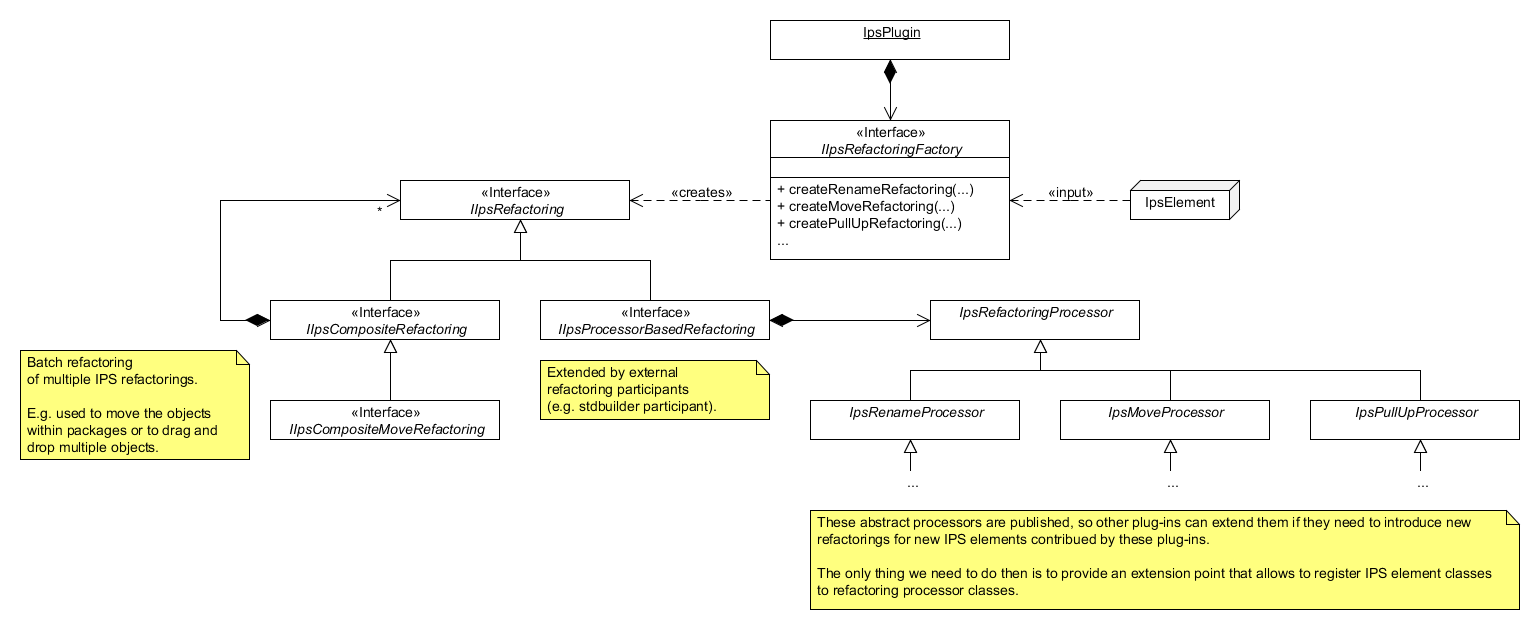 IpsPlugin
«Interface»
IIpsRefactoringFactory
+ createRenameRefactoring(...)
+ createMoveRefactoring(...)
+ createPullUpRefactoring(...)
...
«creates»
«input»
IpsElement
«Interface»
IIpsRefactoring
*
«Interface»
IIpsCompositeRefactoring
«Interface»
IIpsProcessorBasedRefactoring
IpsRefactoringProcessor
Batch refactoring
of multiple IPS refactorings.
E.g. used to move the objects
within packages or to drag and
drop multiple objects.
«Interface»
IIpsCompositeMoveRefactoring
Extended by external
refactoring participants
(e.g. stdbuilder participant).
IpsRenameProcessor
IpsMoveProcessor
IpsPullUpProcessor
...
...
...
These abstract processors are published, so other plug-ins can extend them if they need to introduce new
refactorings for new IPS elements contribued by these plug-ins.
The only thing we need to do then is to provide an extension point that allows to register IPS element classes
to refactoring processor classes.